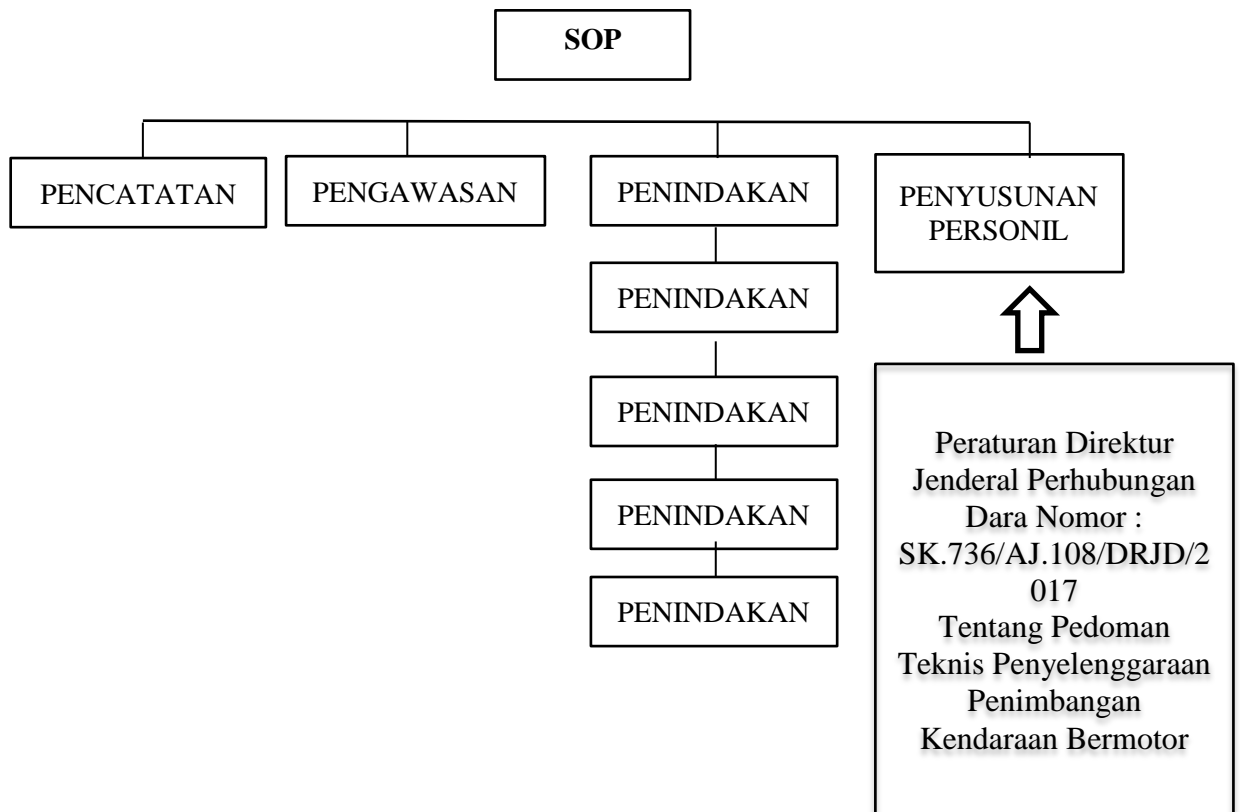 SOP
PENCATATAN
PENGAWASAN
PENINDAKAN
PENYUSUNAN
PERSONIL
PENINDAKAN
PENINDAKAN
PENINDAKAN
PENINDAKAN
Peraturan Direktur
Jenderal Perhubungan
Dara Nomor :
SK.736/AJ.108/DRJD/2
017
Tentang Pedoman
Teknis Penyelenggaraan
Penimbangan
Kendaraan Bermotor